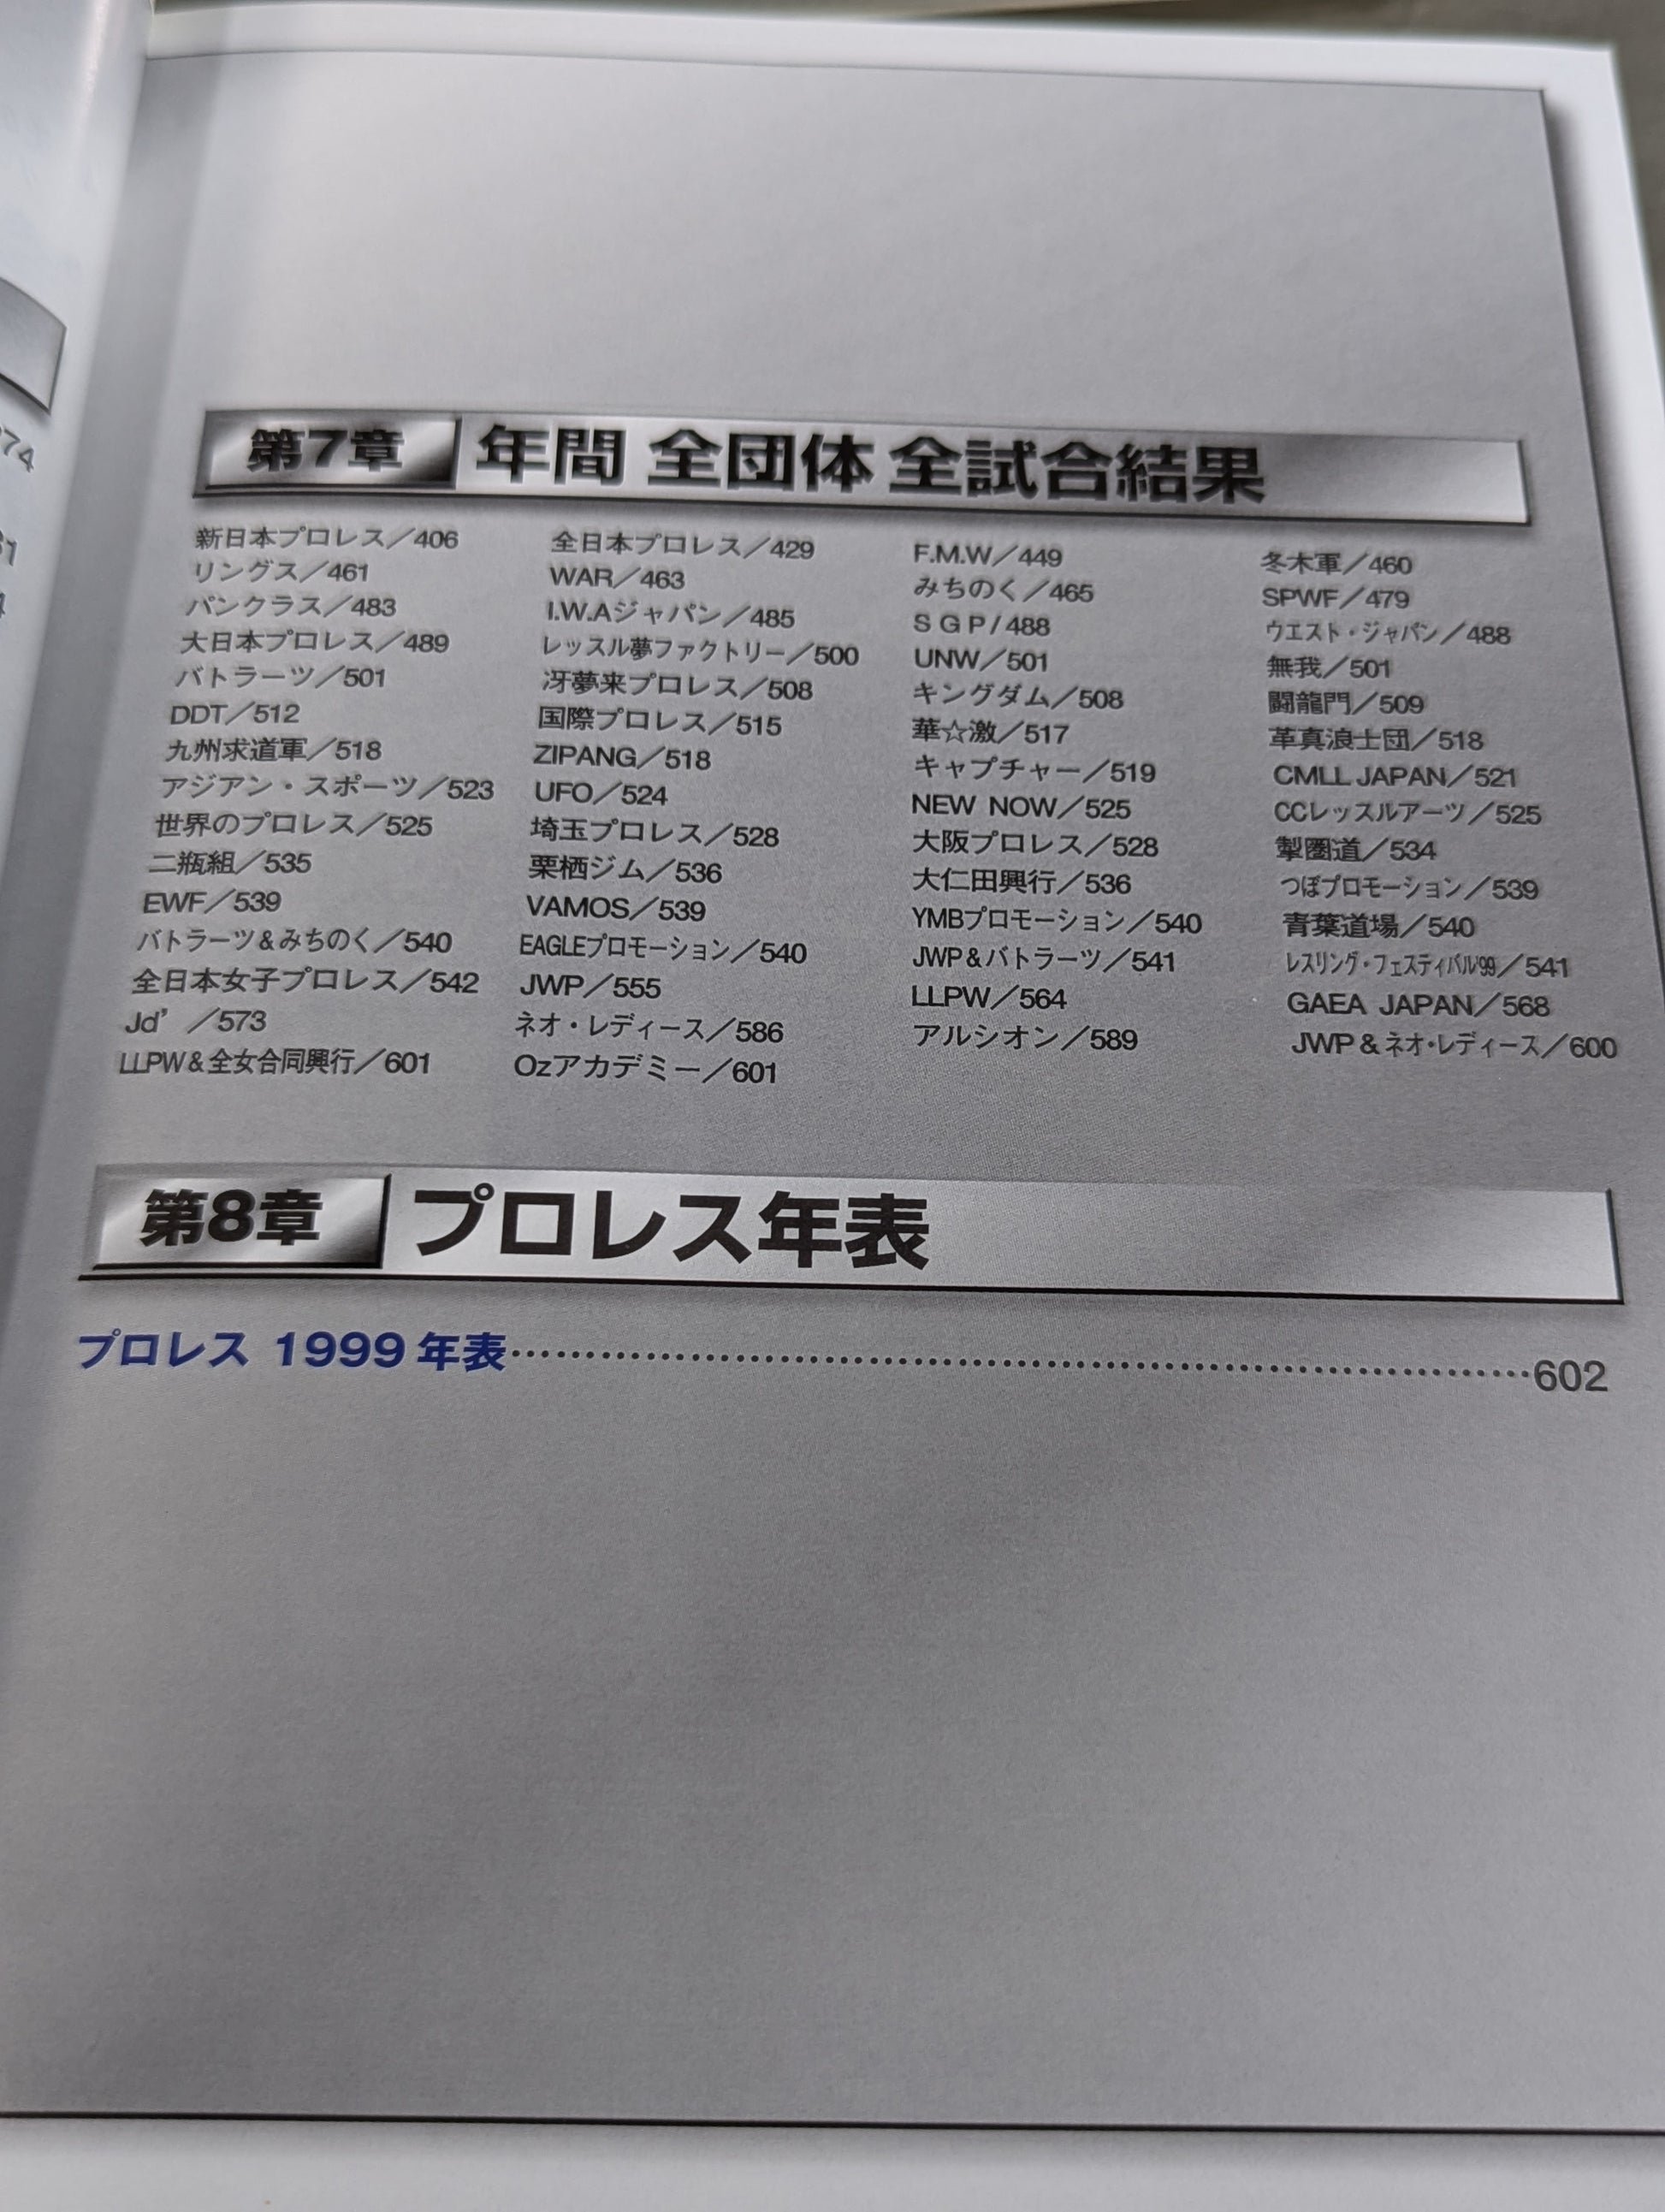 第7章 年間 全団体 全試合結果
新日本プロレス／406 全日本プロレス／429 F.M.W／449 冬木軍／460
リングス／461 WAR／463 みちのく／465 SPWF／479
パンクラス／483 I.W.Aジャパン／485 S G P / 488 ウエスト・ジャパン／488
大日本プロレス／489 レッスル夢ファクトリー／500 UNW／501 無我／501
バトラーツ／501 冴夢来プロレス／508 キングダム／508 闘龍門／509
DDT／512 国際プロレス／515 華☆激／517 革真浪士団／518
九州求道軍／518 ZIPANG／518 キャプチャー／519 CMLL JAPAN／521
アジアン・スポーツ／523 UFO／524 NEW NOW／525 CCレッスルアーツ／525
世界のプロレス／525 埼玉プロレス／528 大阪プロレス／528 掣圏道／534
二瓶組／535 栗栖ジム／536 大仁田興行／536 つぼプロモーション／539
EWF／539 VAMOS／539 YMBプロモーション／540 青葉道場／540
バトラーツ＆みちのく／540 EAGLEプロモーション／540 JWP＆バトラーツ／541 レスリング・フェスティバル'99／541
全日本女子プロレス／542 JWP／555 LLPW／564 GAEA JAPAN／568
Jd’／573 ネオ・レディース／586 アルシオン／589 JWP＆ネオ・レディース／600
LLPW＆全女合同興行／601 Ozアカデミー／601
第8章 プロレス年表
プロレス 1999 年表……………………………………………602